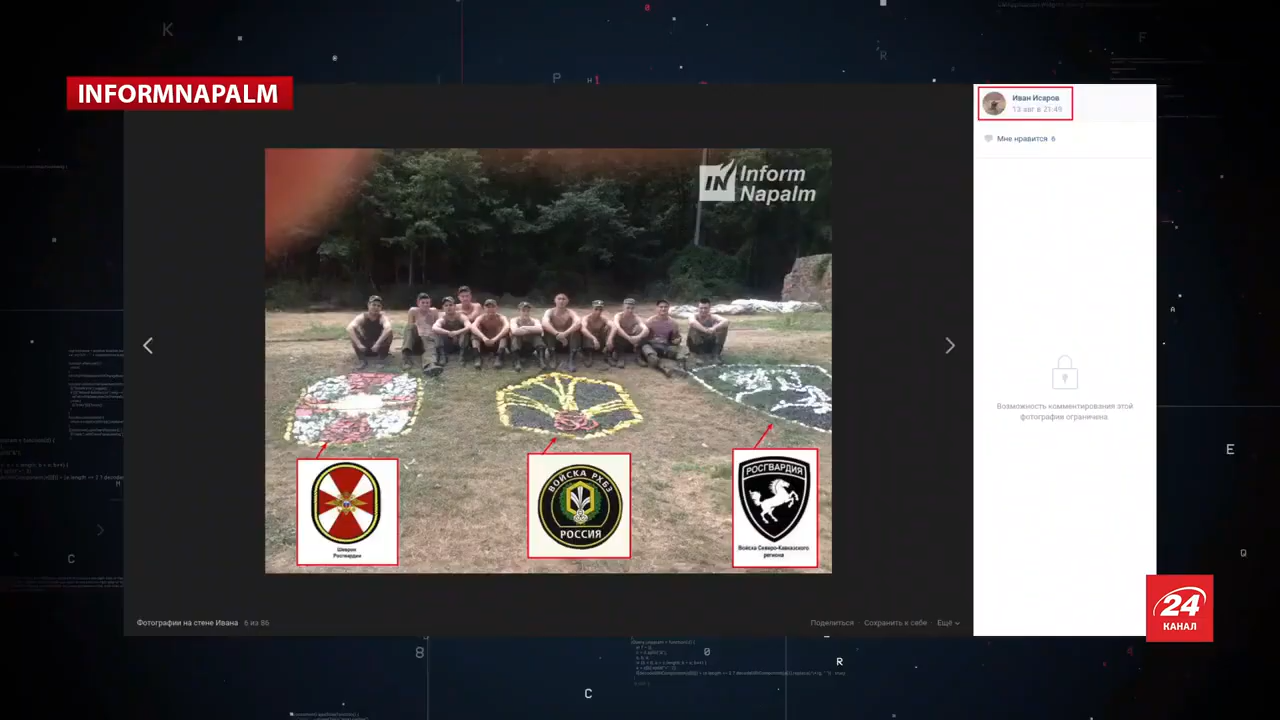 INFORMNAPALM
Иван Исаров
13 авг в 21:49
Мне нравится 6
IN Inform
Napalm
Возможность комментирования этой
фотографии ограничена.
Шеврон
Росгвардии
ВОЙСКА РХБЗ
РОССИЯ
РОСГВАРДИЯ
Войска Северо-Кавказского
региона
Фотографии на стене Ивана 6 из 86
Поделиться · Сохранить к себе · Ещё
24
КАНАЛ